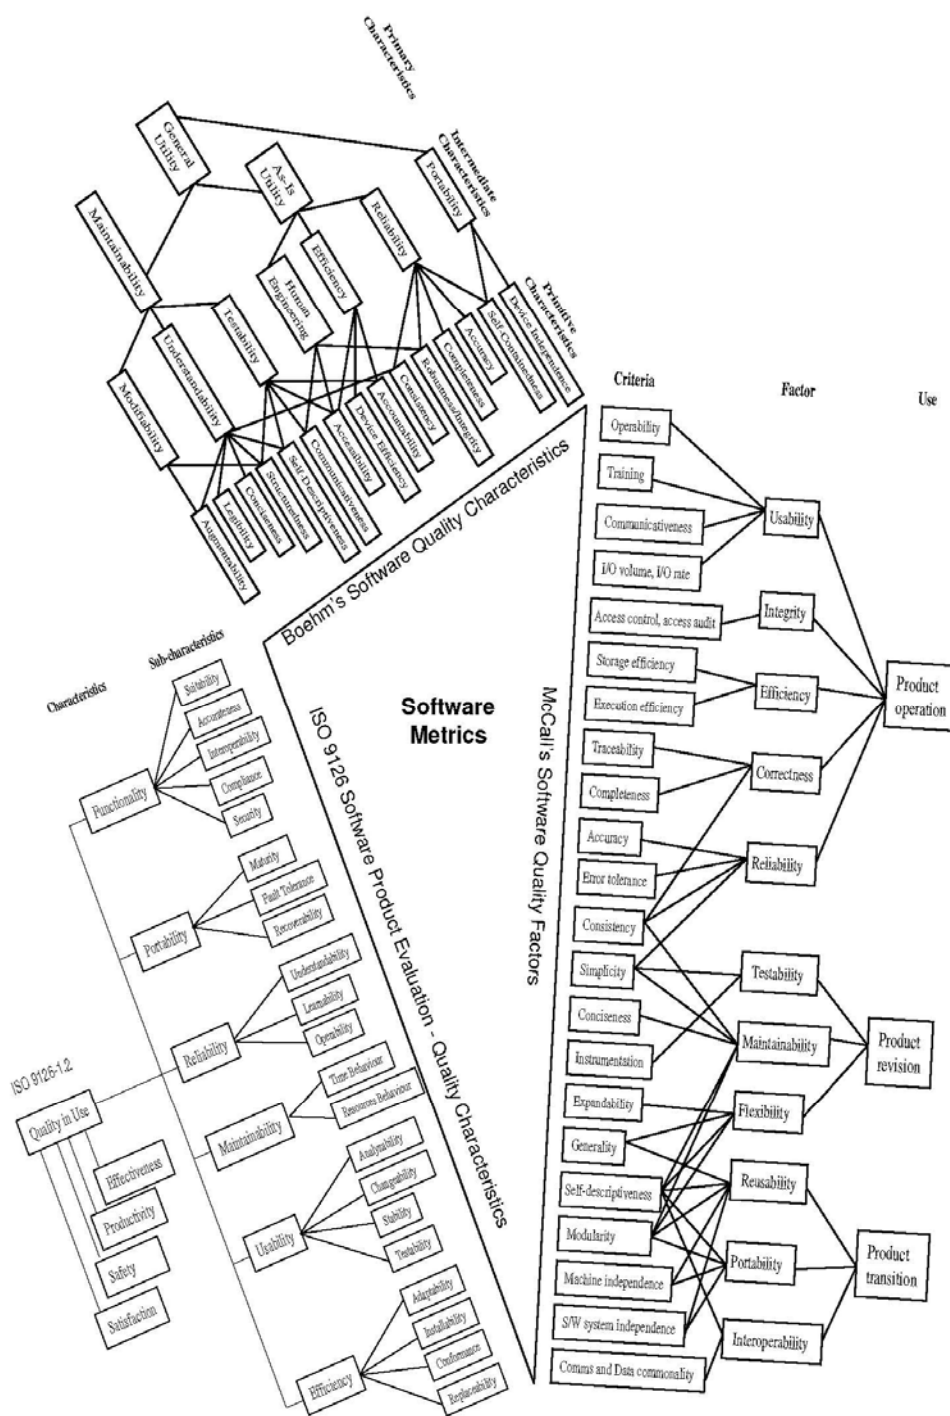 Primary
Characteristics
General
Utility
As-Is
Utility
Intermediate
Characteristics
Portability
Reliability
Maintainability
Efficiency
Human
Engineering
Testability
Understandability
Modifiability
Primitive
Characteristics
Device Independence
Self-Containedness
Accuracy
Completeness
Robustness/Integrity
Consistency
Accountability
Device Efficiency
Accessibility
Communicativeness
Self-Descriptiveness
Structuredness
Conciseness
Legibility
Augmentability
Boehm's Software Quality Characteristics
Software
Metrics
McCall's Software Quality Factors
ISO 9126 Software Product Evaluation - Quality Characteristics
Criteria
Factor
Use
Operability
Training
Communicativeness
I/O volume, I/O rate
Access control, access audit
Storage efficiency
Execution efficiency
Traceability
Completeness
Accuracy
Error tolerance
Consistency
Simplicity
Conciseness
Instrumentation
Expandability
Generality
Self-descriptiveness
Modularity
Machine independence
S/W system independence
Comms and Data commonality
Usability
Integrity
Efficiency
Correctness
Reliability
Testability
Maintainability
Flexibility
Reusability
Portability
Interoperability
Product
operation
Product
revision
Product
transition
Characteristics
Sub-characteristics
Functionality
Suitability
Accurateness
Interoperability
Compliance
Security
Portability
Maturity
Fault Tolerance
Recoverability
Reliability
Understandability
Learnability
Operability
Maintainability
Time Behaviour
Resources Behaviour
Usability
Analysability
Changeability
Stability
Testability
Efficiency
Adaptability
Installability
Conformance
Replaceability
ISO 9126-1.2
Quality in Use
Effectiveness
Productivity
Safety
Satisfaction